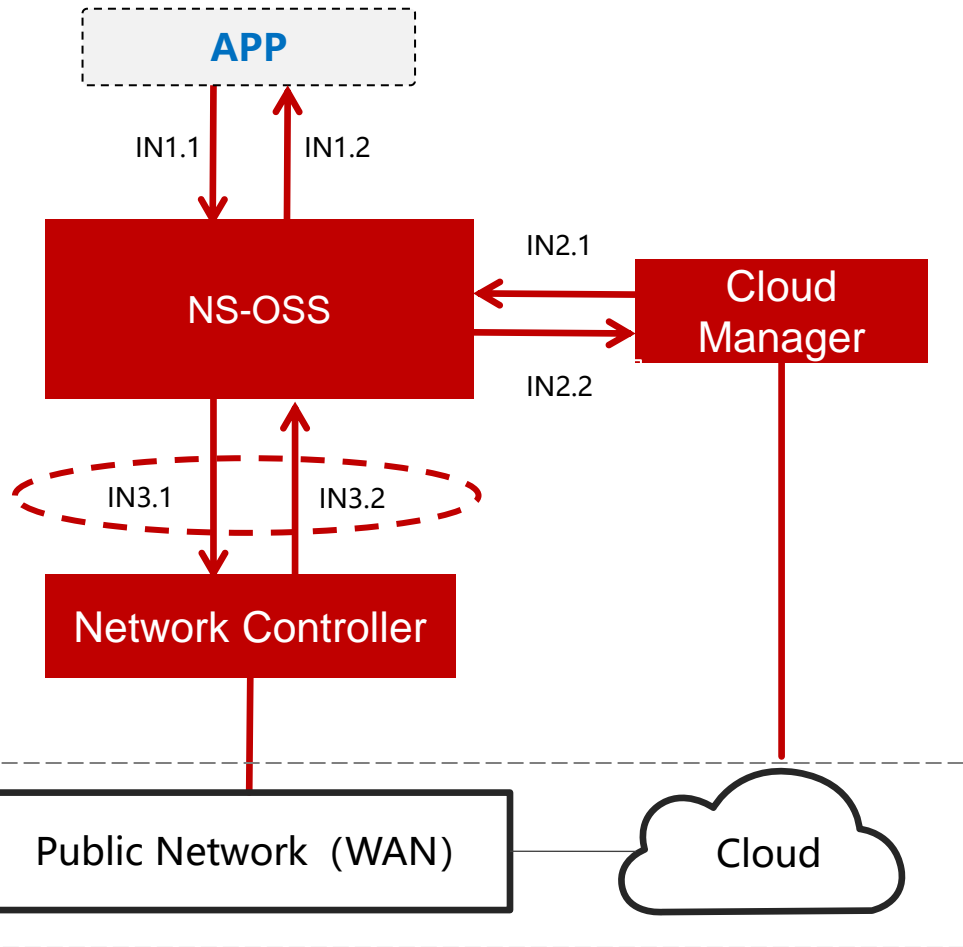 APP
IN1.1
IN1.2
NS-OSS
IN2.1
Cloud
Manager
IN2.2
IN3.1
IN3.2
Network Controller
Public Network（WAN）
Cloud